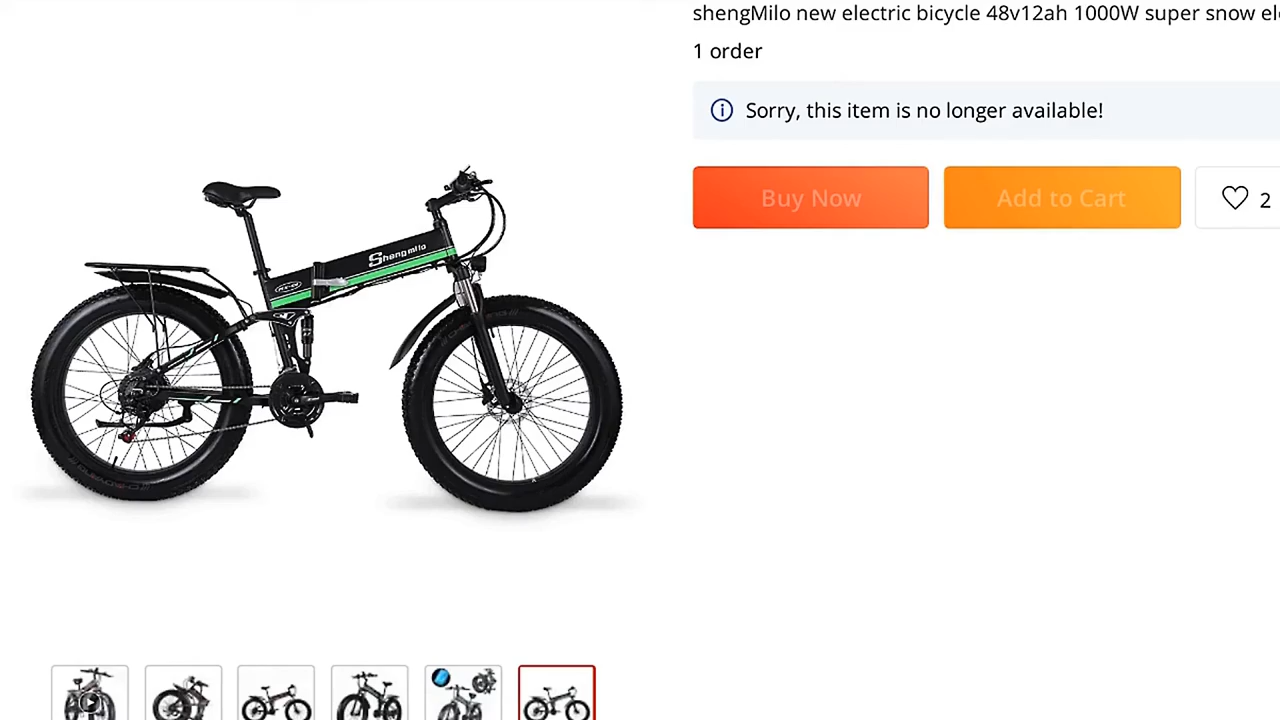 shengMilo new electric bicycle 48v12ah 1000W super snow el
1 order
Sorry, this item is no longer available!
Buy Now
Add to Cart
2
Shengmilo